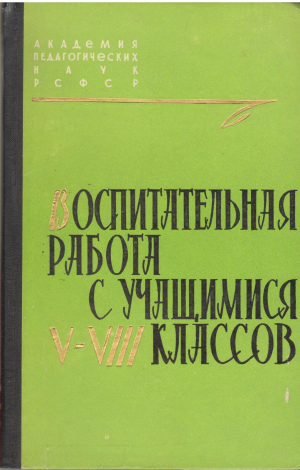 АКАДЕМИЯ
ПЕДАГОГИЧЕСКИХ
НАУК
РСФСР
ВОСПИТАТЕЛЬНАЯ
РАБОТА
С УЧАЩИМИСЯ
V-VIII КЛАССОВ